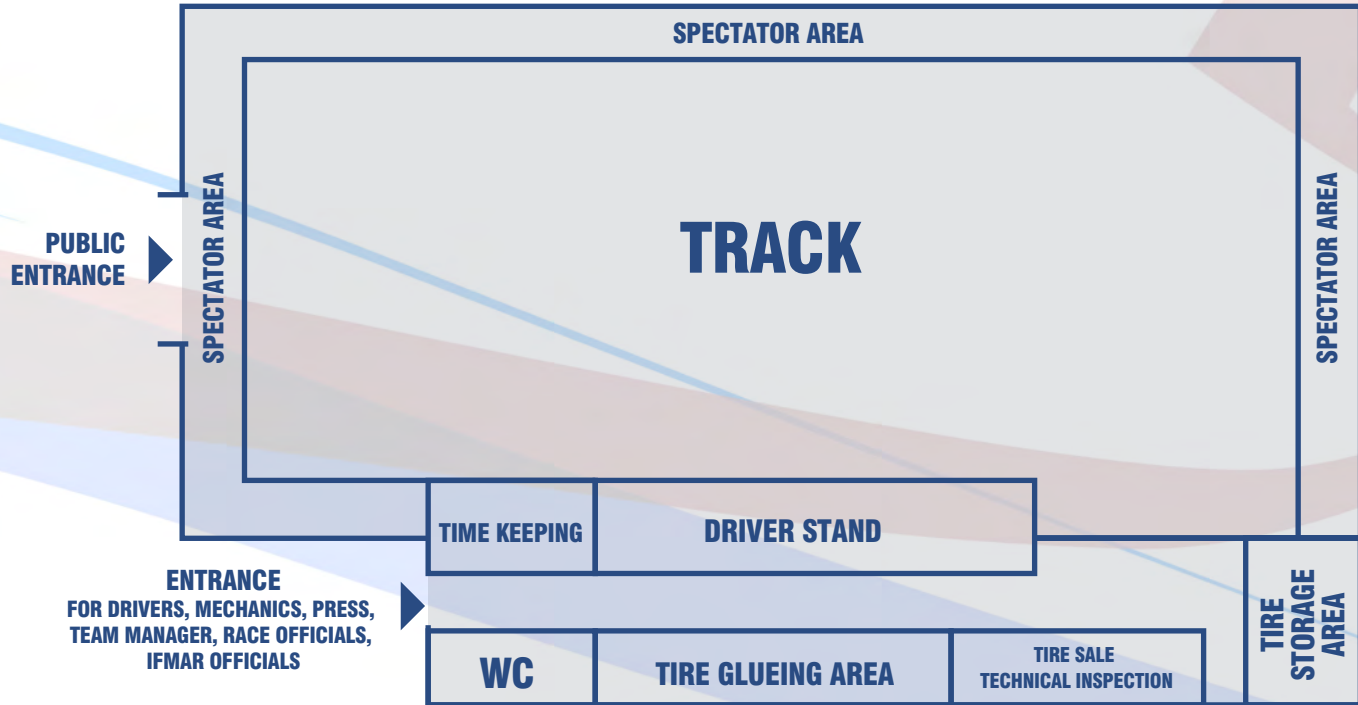 SPECTATOR AREA
SPECTATOR AREA
TRACK
SPECTATOR AREA
PUBLIC
ENTRANCE
TIME KEEPING
DRIVER STAND
ENTRANCE
FOR DRIVERS, MECHANICS, PRESS,
TEAM MANAGER, RACE OFFICIALS,
IFMAR OFFICIALS
WC
TIRE GLUEING AREA
TIRE SALE
TECHNICAL INSPECTION
TIRE
STORAGE
AREA